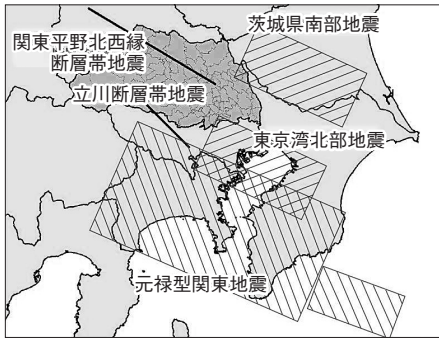 茨城県南部地震
関東平野北西縁
断層帯地震
立川断層帯地震
東京湾北部地震
元禄型関東地震